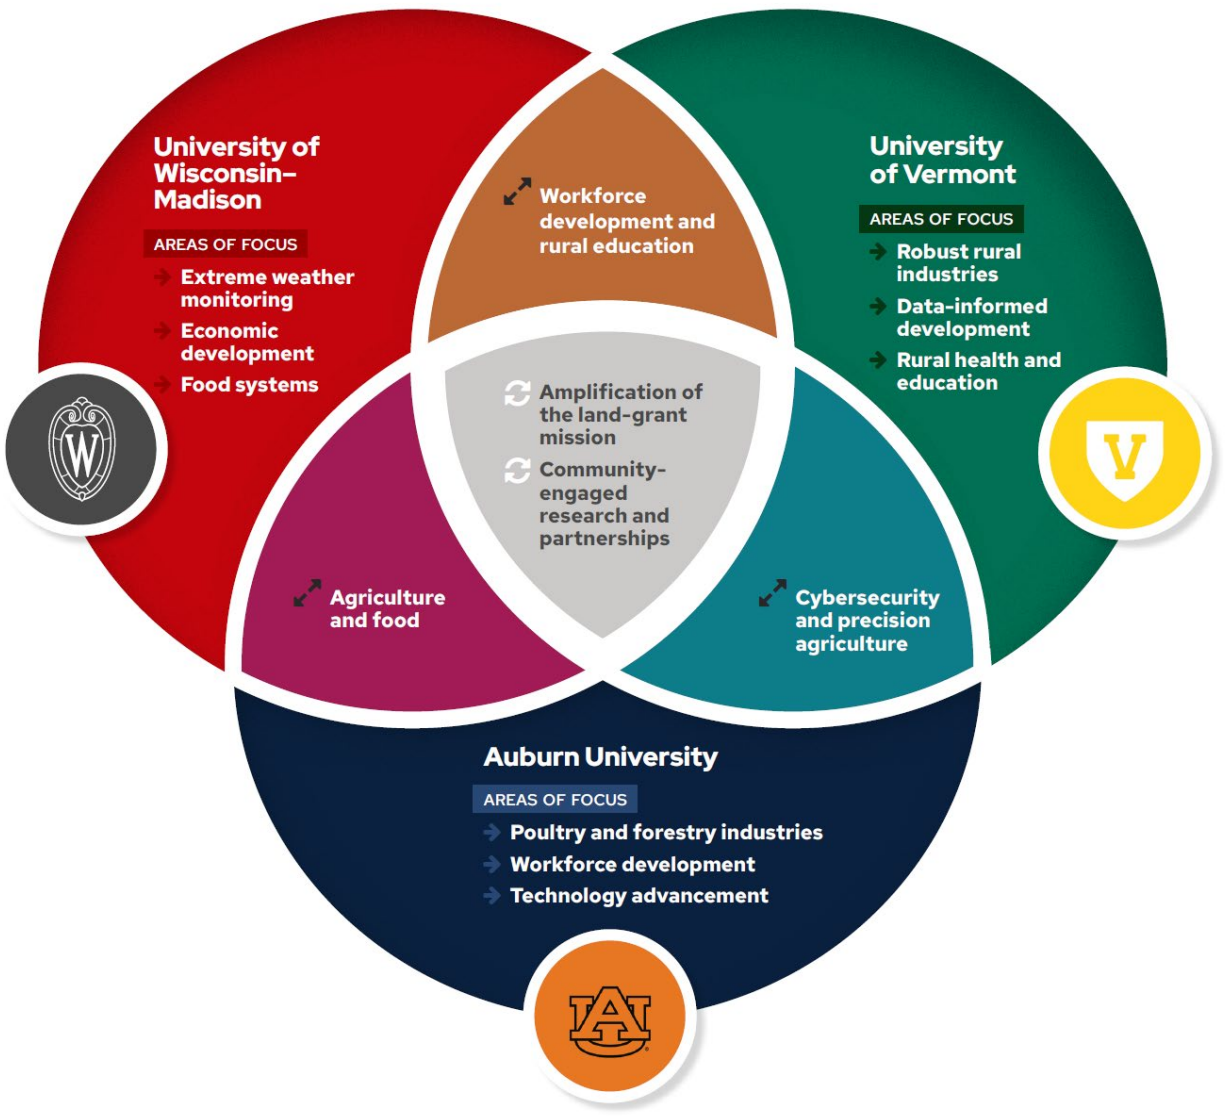 University of
Wisconsin–
Madison
AREAS OF FOCUS
Extreme weather
monitoring
Economic
development
Food systems
W
Workforce
development and
rural education
University
of Vermont
AREAS OF FOCUS
Robust rural
industries
Data-informed
development
Rural health and
education
V
Amplification of
the land-grant
mission
Community-
engaged
research and
partnerships
Agriculture
and food
Cybersecurity
and precision
agriculture
Auburn University
AREAS OF FOCUS
Poultry and forestry industries
Workforce development
Technology advancement
AU